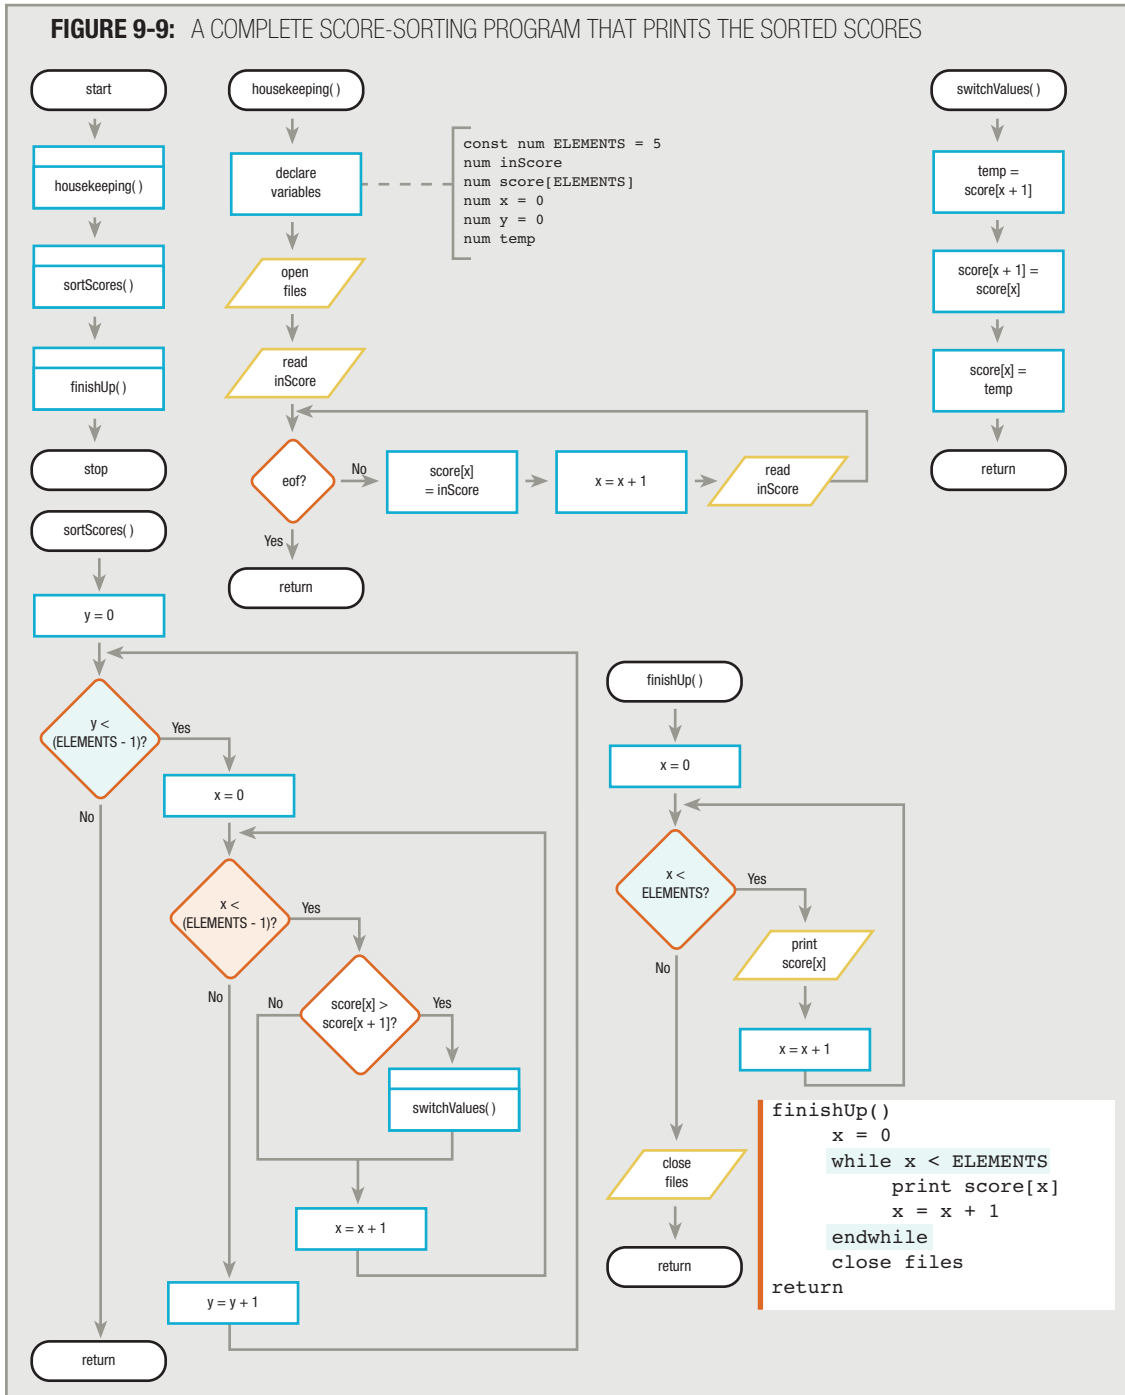 FIGURE 9-9: A COMPLETE SCORE-SORTING PROGRAM THAT PRINTS THE SORTED SCORES
start
housekeeping( )
sortScores( )
finishUp( )
stop
housekeeping( )
declare
variables
const num ELEMENTS = 5
num inScore
num score[ELEMENTS]
num x = 0
num y = 0
num temp
open
files
read
inScore
eof?
No
score[x]
= inScore
x = x + 1
read
inScore
Yes
return
switchValues( )
temp =
score[x + 1]
score[x + 1] =
score[x]
score[x] =
temp
return
sortScores( )
y = 0
y <
(ELEMENTS - 1)?
Yes
No
x = 0
x <
(ELEMENTS - 1)?
Yes
No
score[x] >
score[x + 1]?
No
Yes
switchValues( )
x = x + 1
y = y + 1
return
finishUp( )
x = 0
x <
ELEMENTS?
Yes
No
print
score[x]
x = x + 1
close
files
return
finishUp()
x = 0
while x < ELEMENTS
print score[x]
x = x + 1
endwhile
close files
return